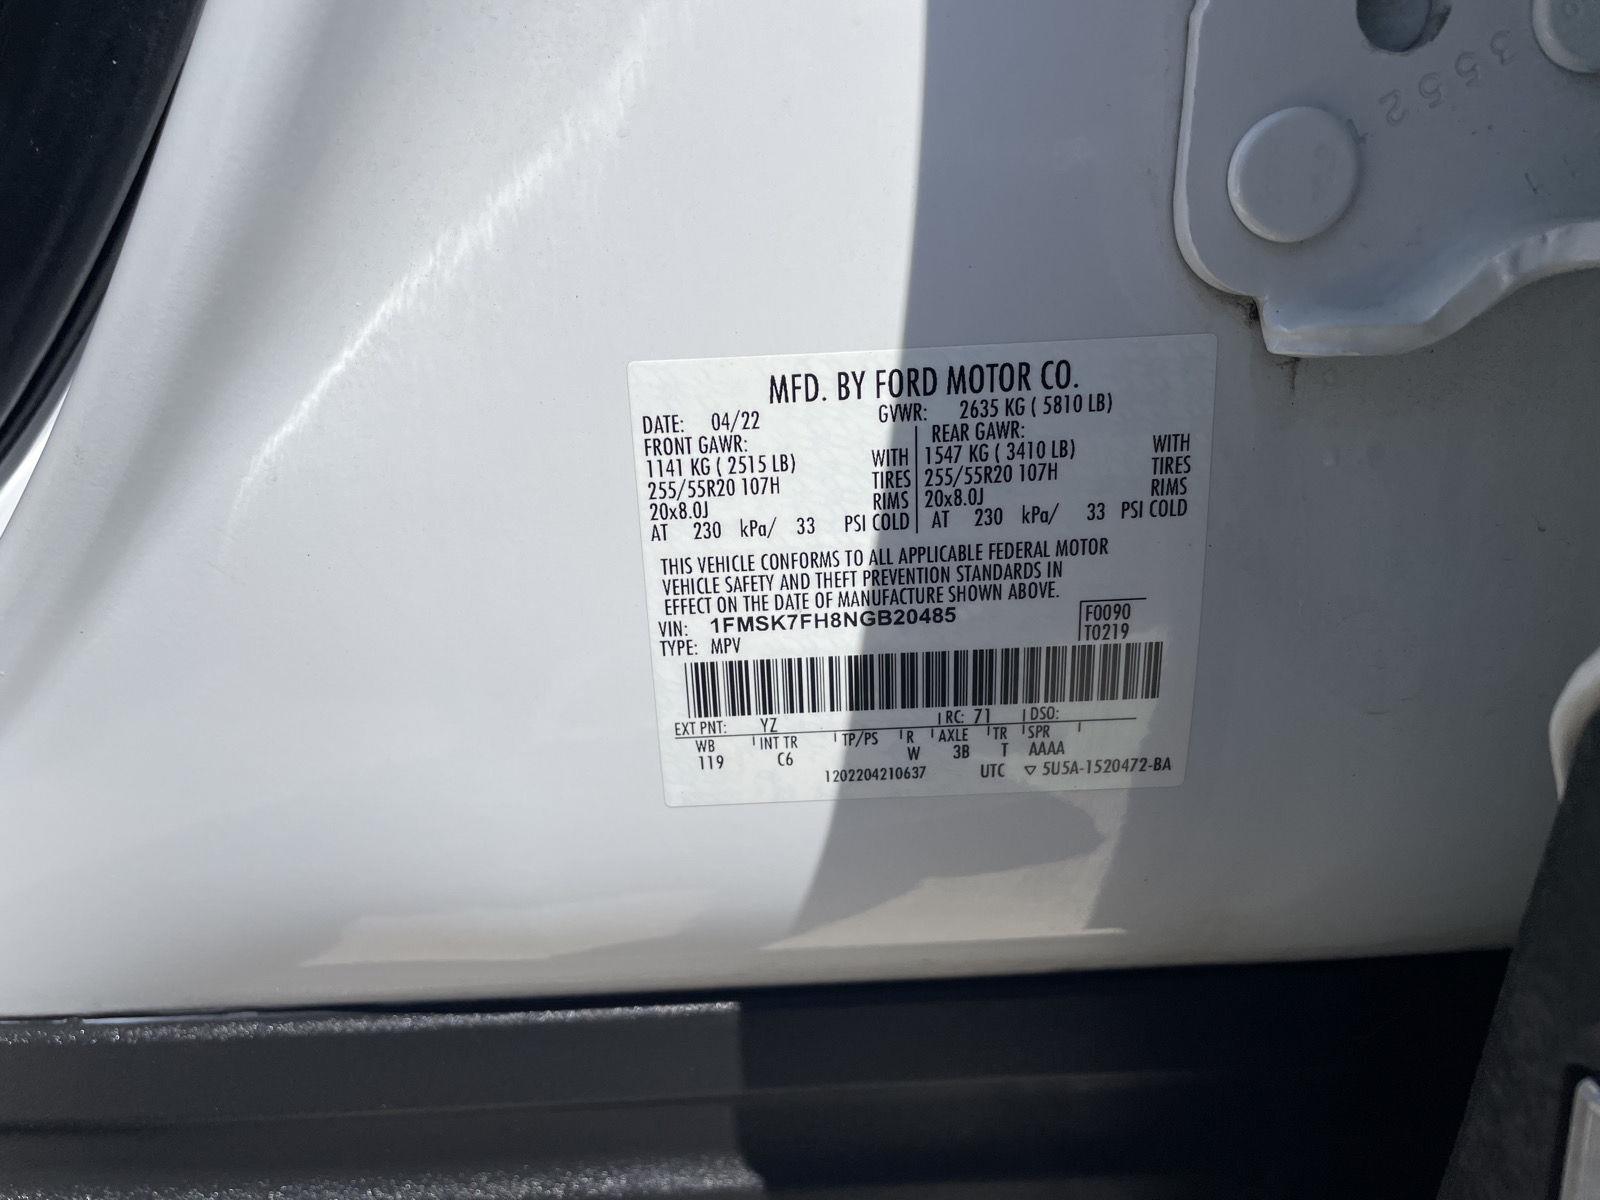 35521
MFD. BY FORD MOTOR CO.
DATE: 04/22 GVWR: 2635 KG ( 5810 LB)
FRONT GAWR: REAR GAWR:
1141 KG ( 2515 LB) WITH 1547 KG ( 3410 LB) WITH
255/55R20 107H TIRES 255/55R20 107H TIRES
20x8.0J RIMS 20x8.0J RIMS
AT 230 kPa/ 33 PSI COLD AT 230 kPa/ 33 PSI COLD
THIS VEHICLE CONFORMS TO ALL APPLICABLE FEDERAL MOTOR
VEHICLE SAFETY AND THEFT PREVENTION STANDARDS IN
EFFECT ON THE DATE OF MANUFACTURE SHOWN ABOVE.
VIN: 1FMSK7FH8NGB20485 F0090
TYPE: MPV T0219
EXT PNT: YZ RC: 71 DSO:
WB INT TR TP/PS R AXLE TR SPR
119 C6 W 3B T AAAA
1202204210637 UTC ▽ 5U5A-1520472-BA